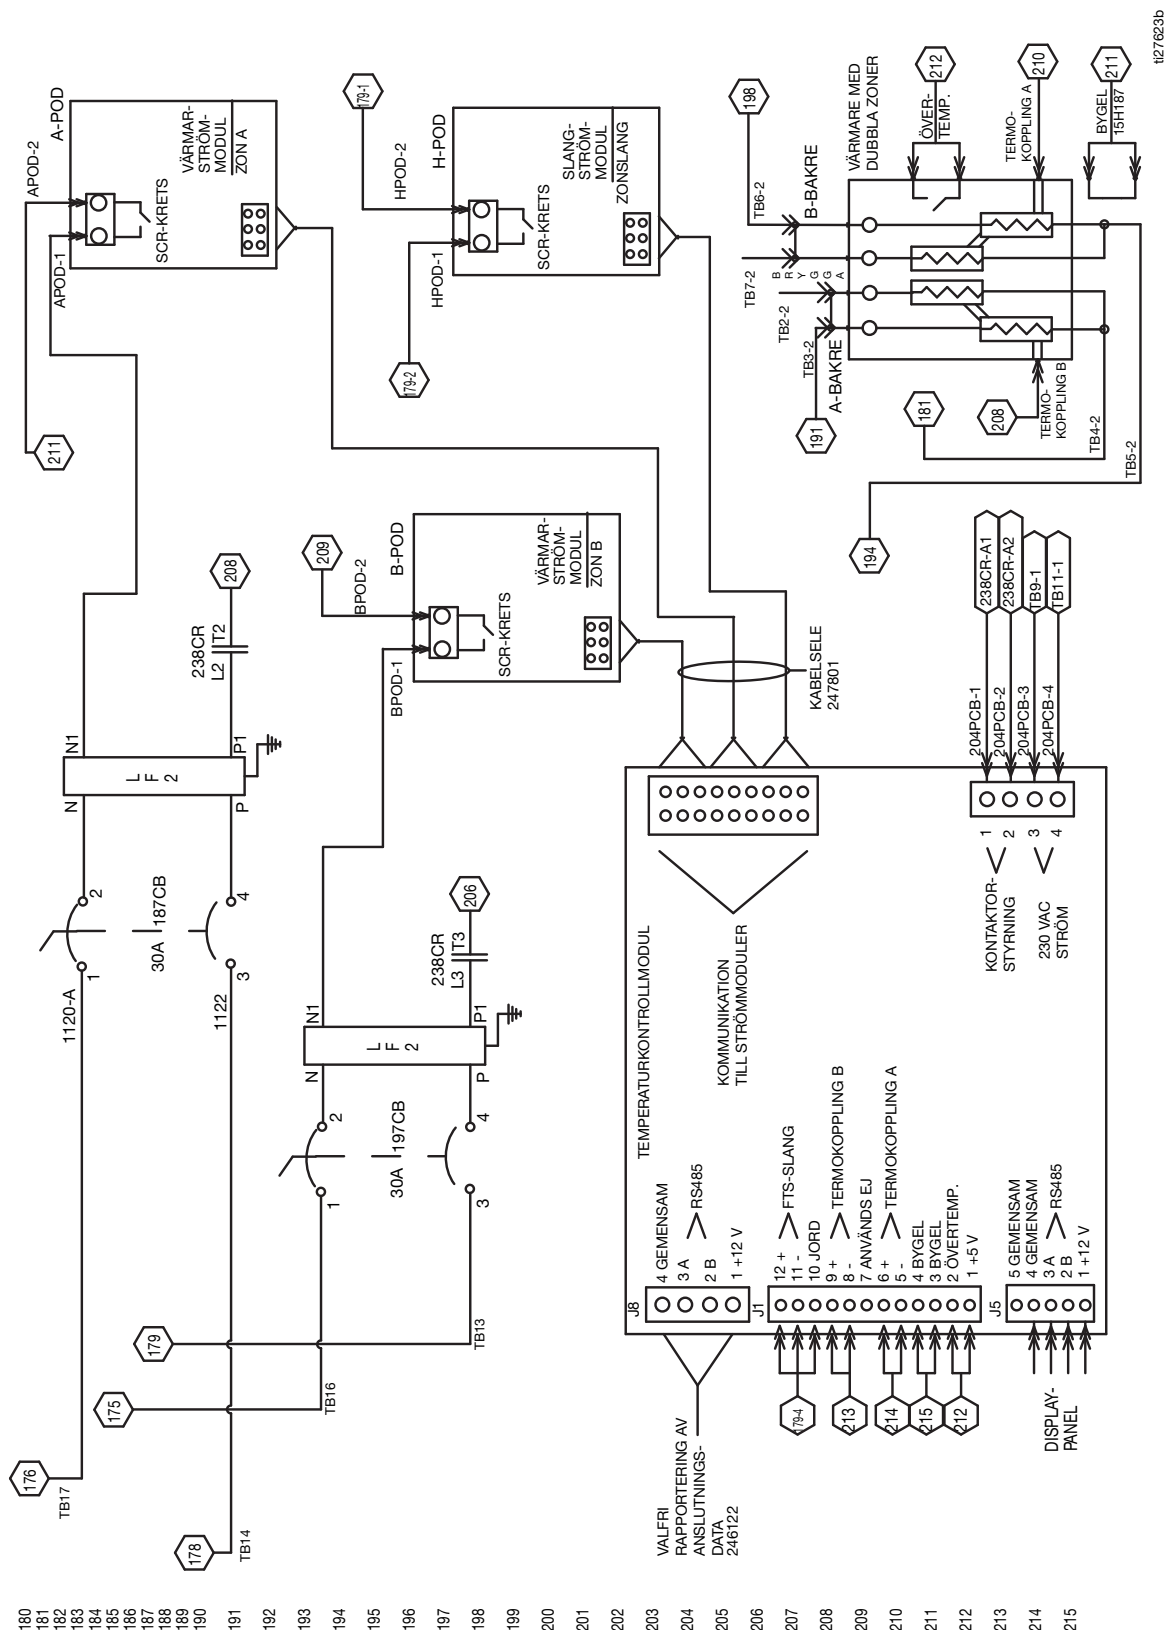 180
181
182
183
184
185
186
187
188
189
190
191
192
193
194
195
196
197
198
199
200
201
202
203
204
205
206
207
208
209
210
211
212
213
214
215
176
TB17
1120-A
1
2
30A
187CB
N
N1
L F 2
178
TB14
1122
3
4
P
P1
238CR
L2
T2
208
211
APOD-1
APOD-2
A-POD
SCR-KRETS
VÄRMAR-
STRÖM-
MODUL
ZON A
175
TB16
1
2
30A
197CB
N
N1
L F 2
179
TB13
3
4
P
P1
238CR
L3
T3
206
209
BPOD-2
BPOD-1
B-POD
SCR-KRETS
VÄRMAR-
STRÖM-
MODUL
ZON B
179-1
HPOD-2
179-2
HPOD-1
H-POD
SCR-KRETS
SLANG-
STRÖM-
MODUL
ZONSLANG
KABELSELE
247801
VALFRI
RAPPORTERING AV
ANSLUTNINGS-
DATA
246122
J8
4 GEMENSAM
3 A
2 B
RS485
1 +12 V
TEMPERATURKONTROLLMODUL
KOMMUNIKATION
TILL STRÖMMODULER
J1
12 +
11 -
10 JORD
FTS-SLANG
9 +
8 -
TERMOKOPPLING B
7 ANVÄNDS EJ
6 +
5 -
TERMOKOPPLING A
4 BYGEL
3 BYGEL
2 ÖVERTEMP.
1 +5 V
179-4
213
214
215
212
J5
5 GEMENSAM
4 GEMENSAM
3 A
2 B
RS485
1 +12 V
DISPLAY-
PANEL
KONTAKTOR-
STYRNING
1
2
230 VAC
STRÖM
3
4
204PCB-1
204PCB-2
204PCB-3
204PCB-4
238CR-A1
238CR-A2
TB9-1
TB11-1
198
TB6-2
TB7-2
BRYGGA
B-BAKRE
TB2-2
TB3-2
A-BAKRE
191
VÄRMARE MED
DUBBLA ZONER
ÖVER-
TEMP.
212
TERMO-
KOPPLING A
210
BYGEL
15H187
211
181
208
TERMO-
KOPPLING B
TB4-2
TB5-2
194
ti27623b